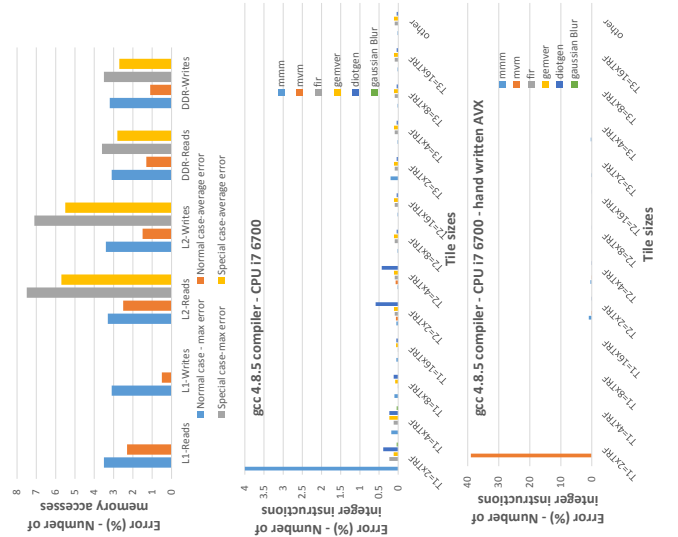 Error (%) - Number of
memory accesses
8
7
6
5
4
3
2
1
0
L1-Reads
L1-Writes
L2-Reads
L2-Writes
DDR-Reads
DDR-Writes
Normal case - max error
Normal case-average error
Special case-max error
Special case-average error
gcc 4.8.5 compiler - CPU i7 6700
Error (%) - Number of
integer instructions
4
3.5
3
2.5
2
1.5
1
0.5
0
mmm
mvm
fir
gemver
diotgen
gaussian Blur
T1=2xTRF
T1=4xTRF
T1=8xTRF
T1=16xTRF
T2=2xTRF
T2=4xTRF
T2=8xTRF
T2=16xTRF
T3=2xTRF
T3=4xTRF
T3=8xTRF
T3=16xTRF
other
Tile sizes
gcc 4.8.5 compiler - CPU i7 6700 - hand written AVX
Error (%) - Number of
integer instructions
40
30
20
10
0
mmm
mvm
fir
gemver
diotgen
gaussian Blur
T1=2xTRF
T1=4xTRF
T1=8xTRF
T1=16xTRF
T2=2xTRF
T2=4xTRF
T2=8xTRF
T2=16xTRF
T3=2xTRF
T3=4xTRF
T3=8xTRF
T3=16xTRF
other
Tile sizes